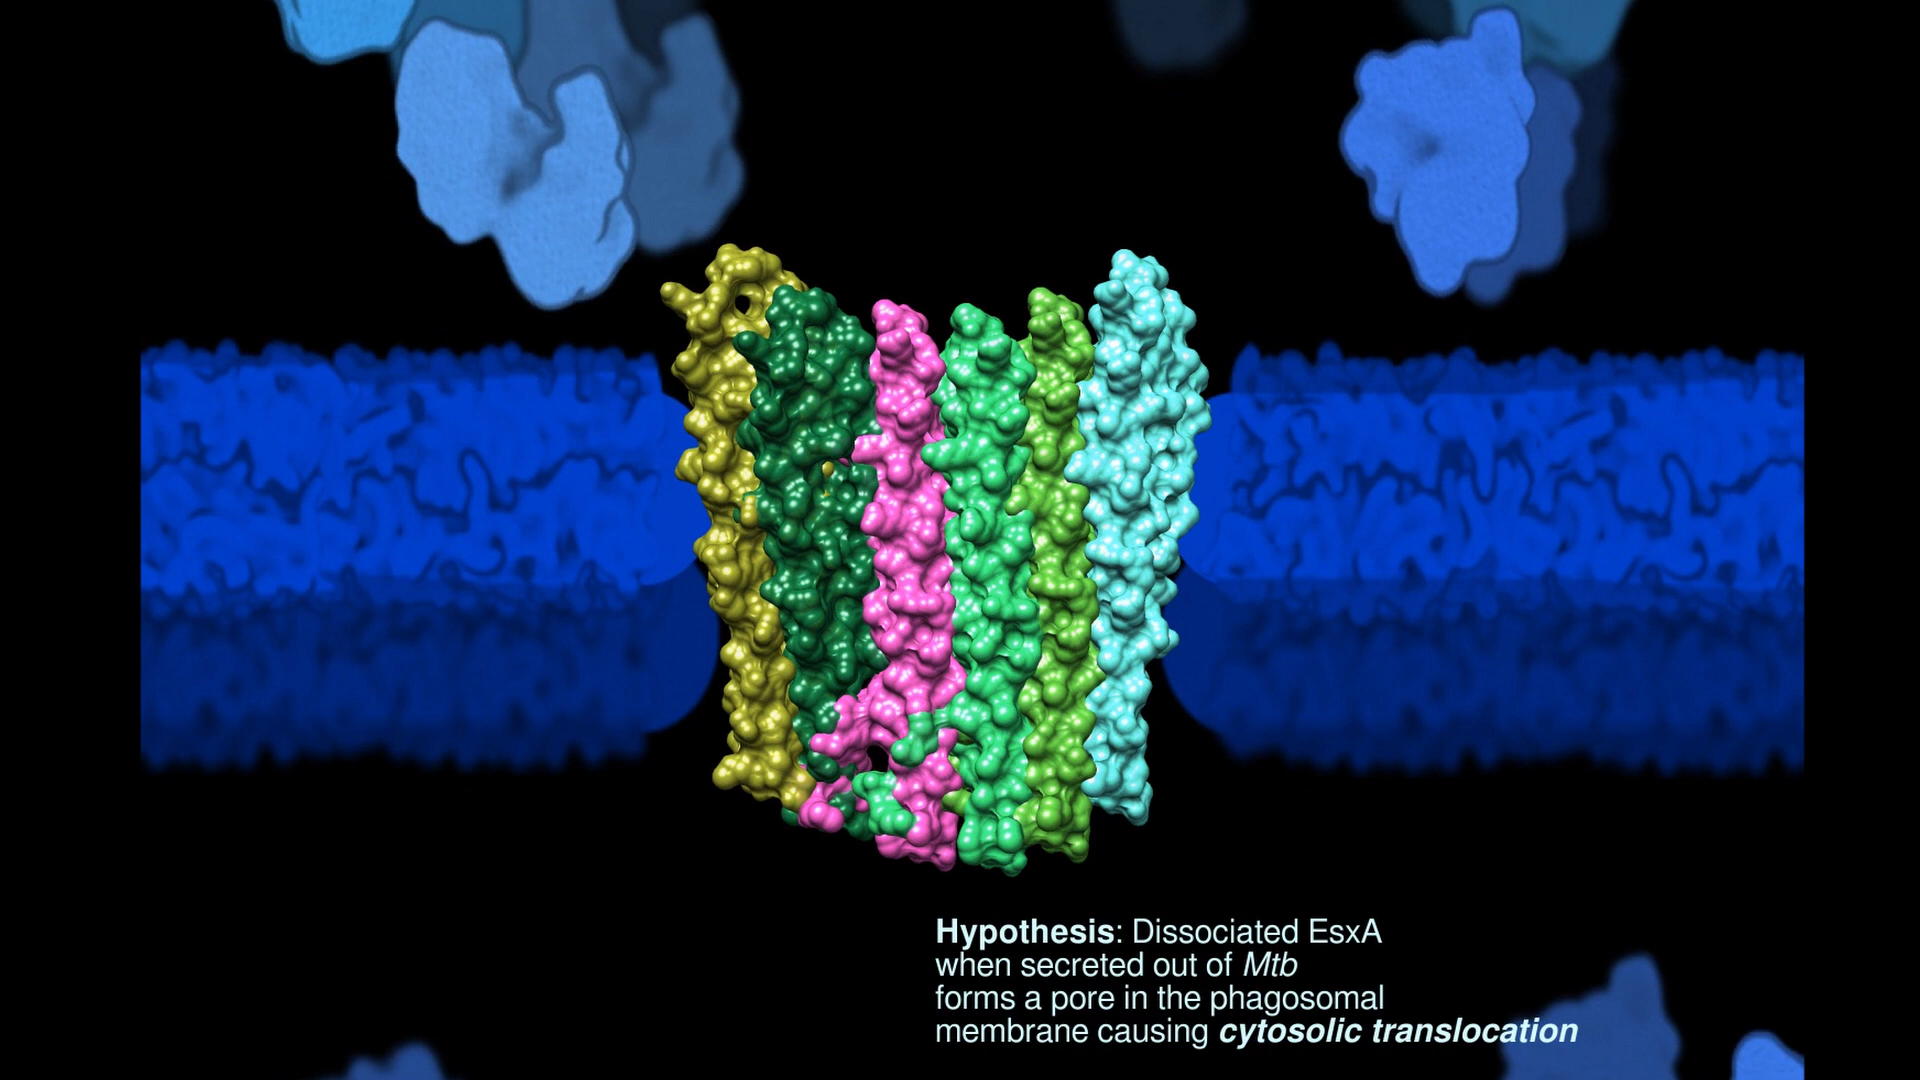 Hypothesis: Dissociated EsxA
when secreted out of Mtb
forms a pore in the phagosomal
membrane causing cytosolic translocation